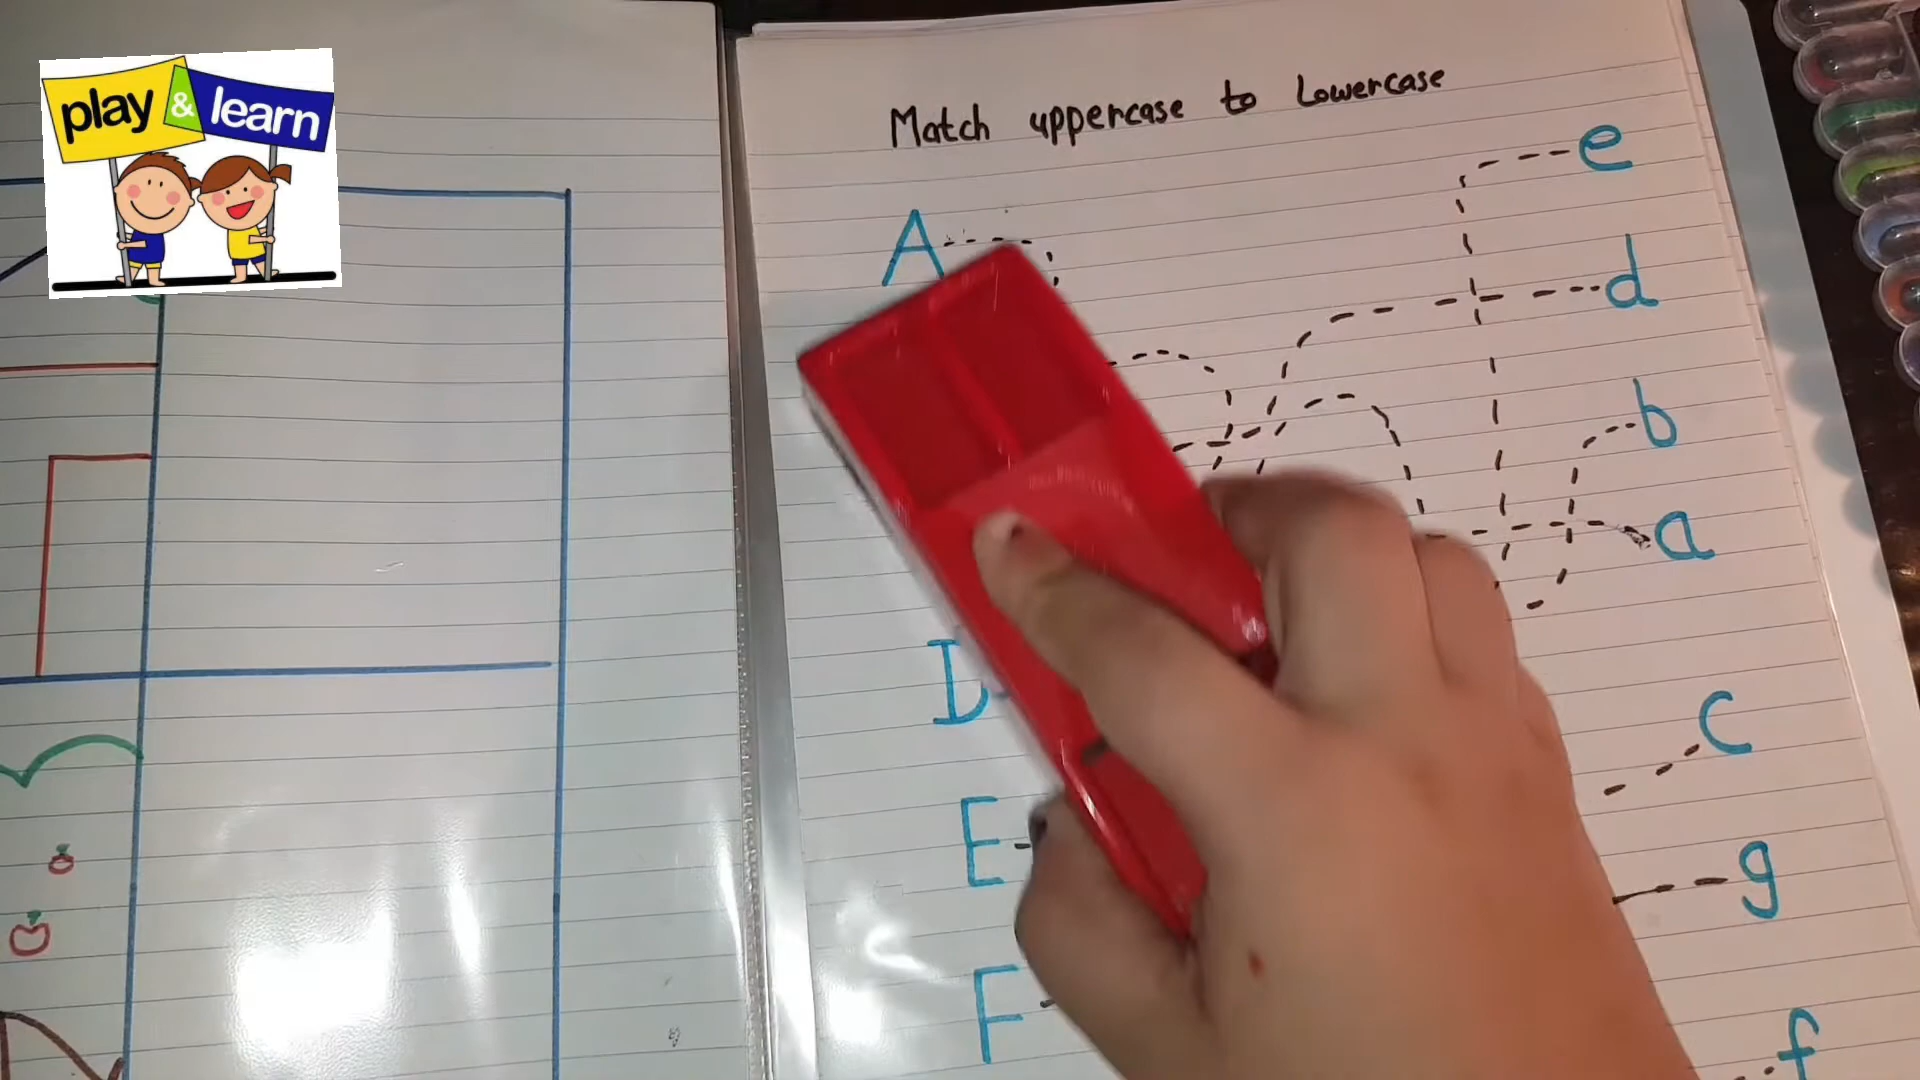 play & learn
Match uppercase to Lowercase
A e
d
b
a
D c
E g
F f